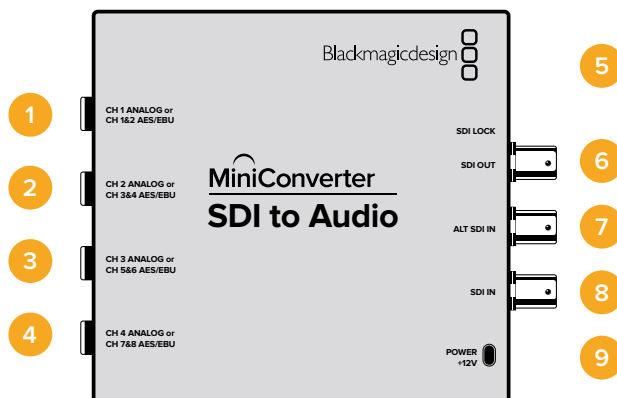 Blackmagicdesign
1
CH 1 ANALOG or
CH 1&2 AES/EBU
2
CH 2 ANALOG or
CH 3&4 AES/EBU
3
CH 3 ANALOG or
CH 5&6 AES/EBU
4
CH 4 ANALOG or
CH 7&8 AES/EBU
MiniConverter
SDI to Audio
5
SDI LOCK
SDI OUT
6
ALT SDI IN
7
SDI IN
8
POWER
+12V
9